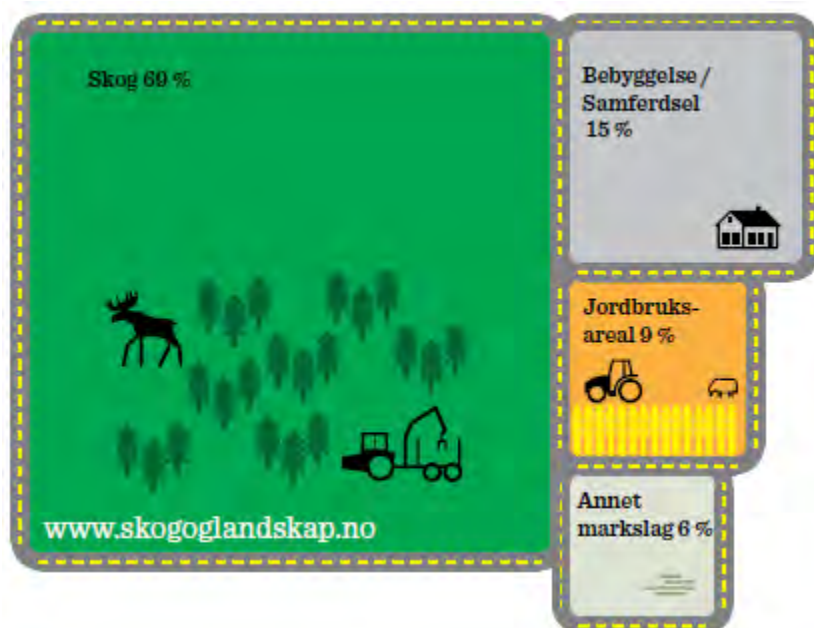 Skog 69 %
Bebyggelse /
Samferdsel
15 %
Jordbruks-
areal 9 %
Annet
markslag 6 %
www.skogoglandskap.no